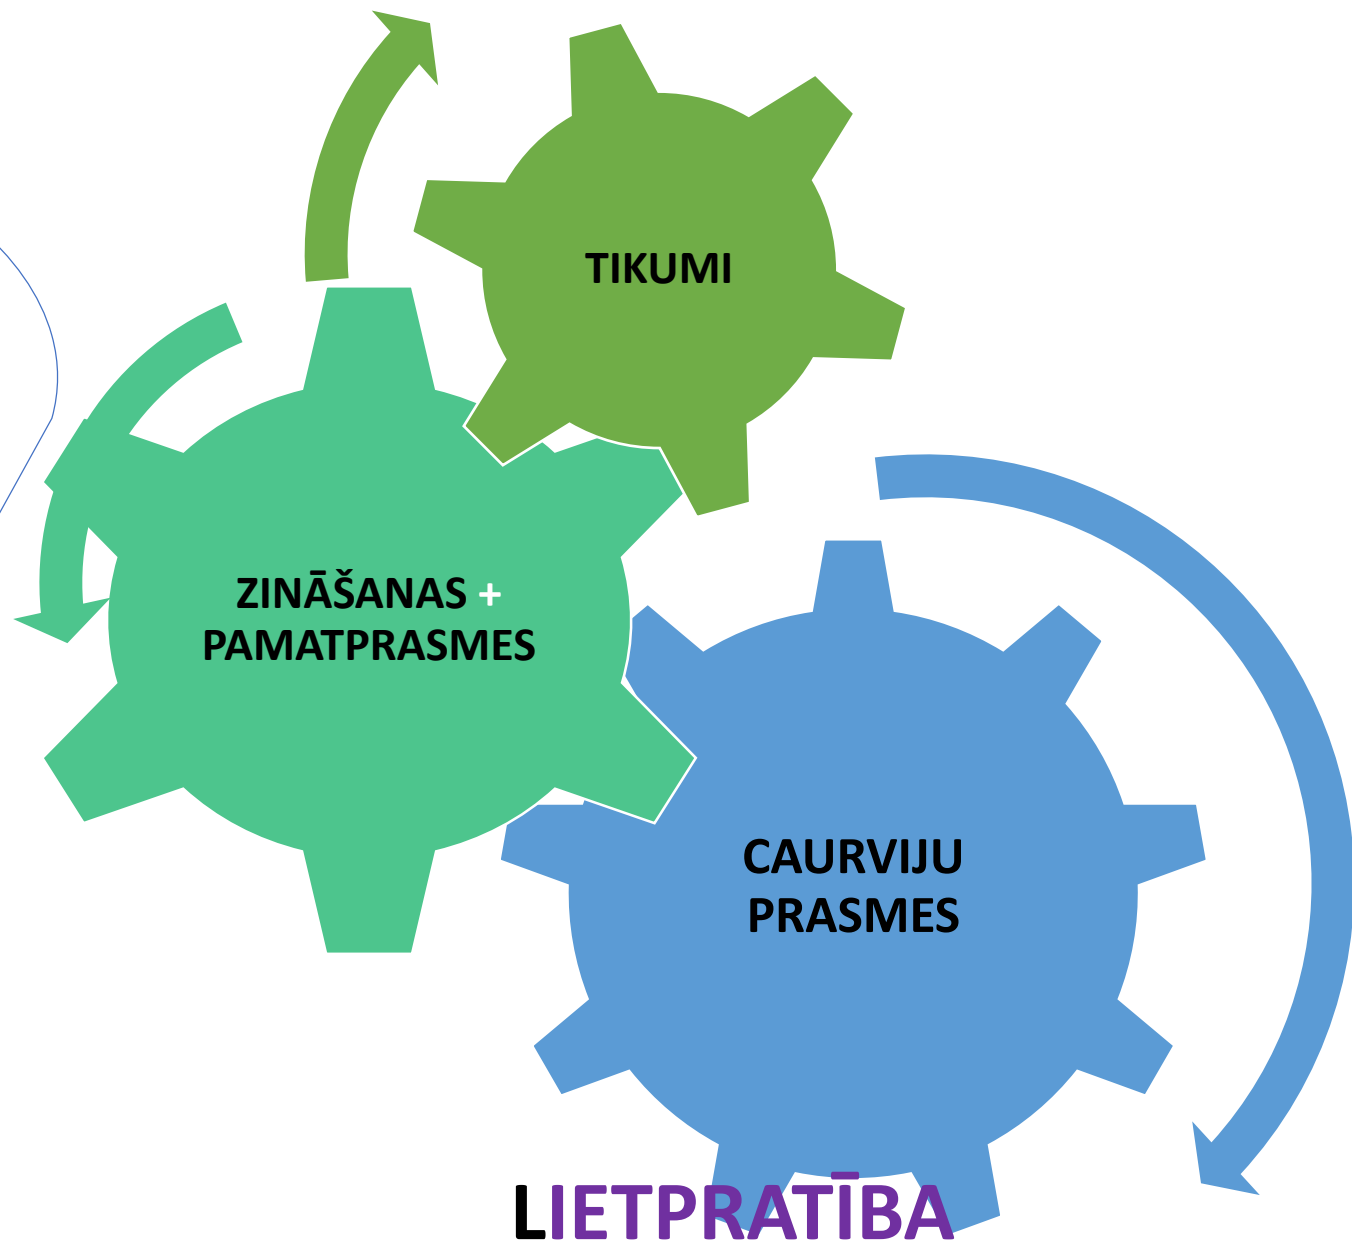 TIKUMI
ZINĀŠANAS +
PAMATPRASMES
CAURVIJU
PRASMES
LIETPRATĪBA